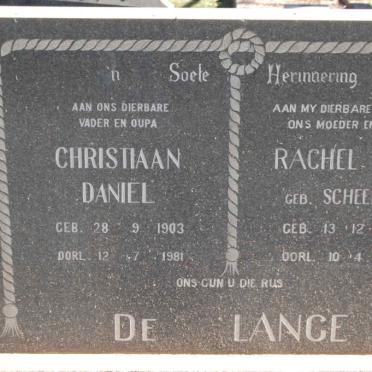 'n Soete Herinnering
AAN ONS DIERBARE
VADER EN OUPA
CHRISTIAAN
DANIËL
GEB. 28 9 1903
OORL. 12 7 1981
AAN MY DIERBARE
ONS MOEDER EN
RACHEL
GEB. SCHEE
GEB. 13 12
OORL. 10 4
ONS GUN U DIE RUS
DE LANGE